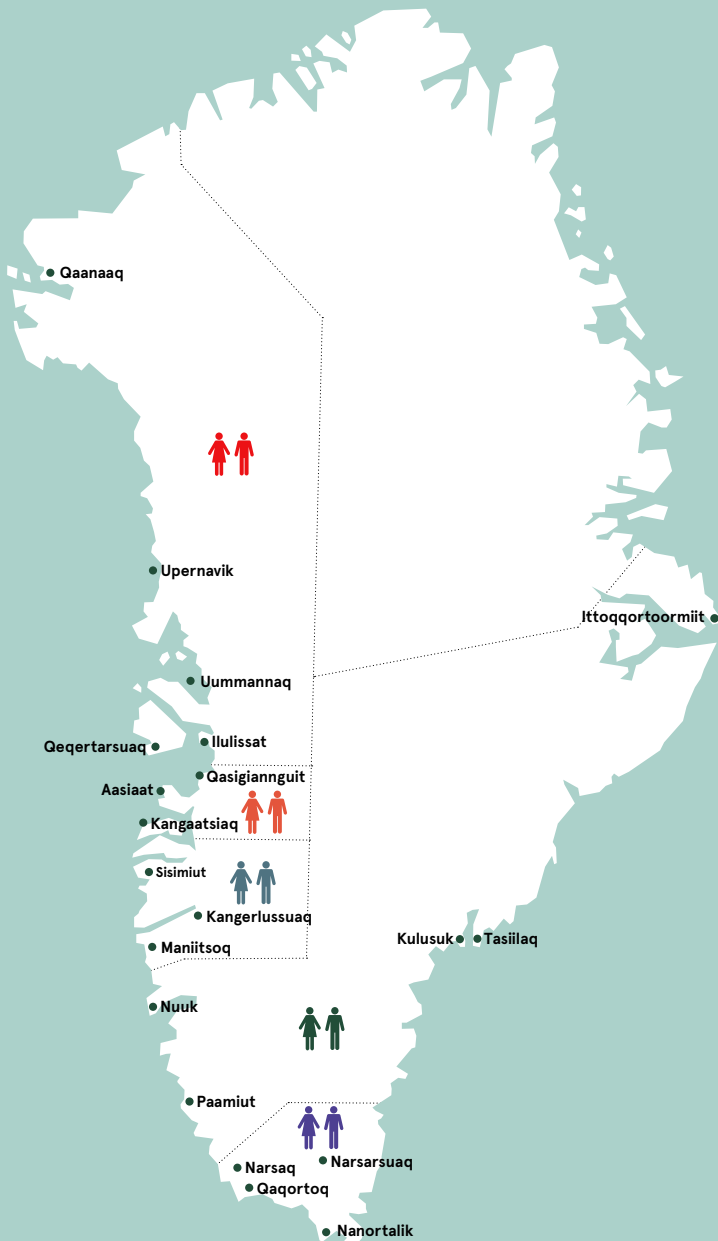 Qaanaaq
Upernavik
Ittoqqortoormiit
Uummannaq
Ilulissat
Qeqertarsuaq
Qasigiannguit
Aasiaat
Kangaatsiaq
Sisimiut
Kangerlussuaq
Kulusuk
Tasiilaq
Maniitsoq
Nuuk
Paamiut
Narsarsuaq
Narsaq
Qaqortoq
Nanortalik